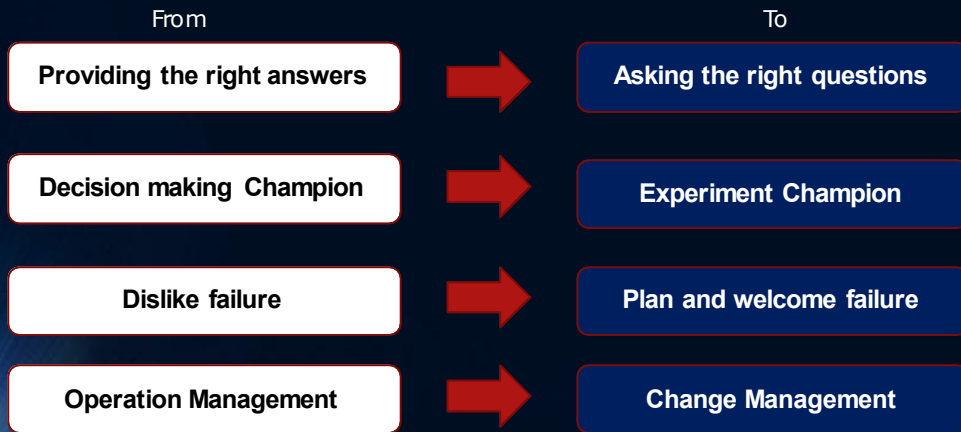 From
To
Providing the right answers
Asking the right questions
Decision making Champion
Experiment Champion
Dislike failure
Plan and welcome failure
Operation Management
Change Management